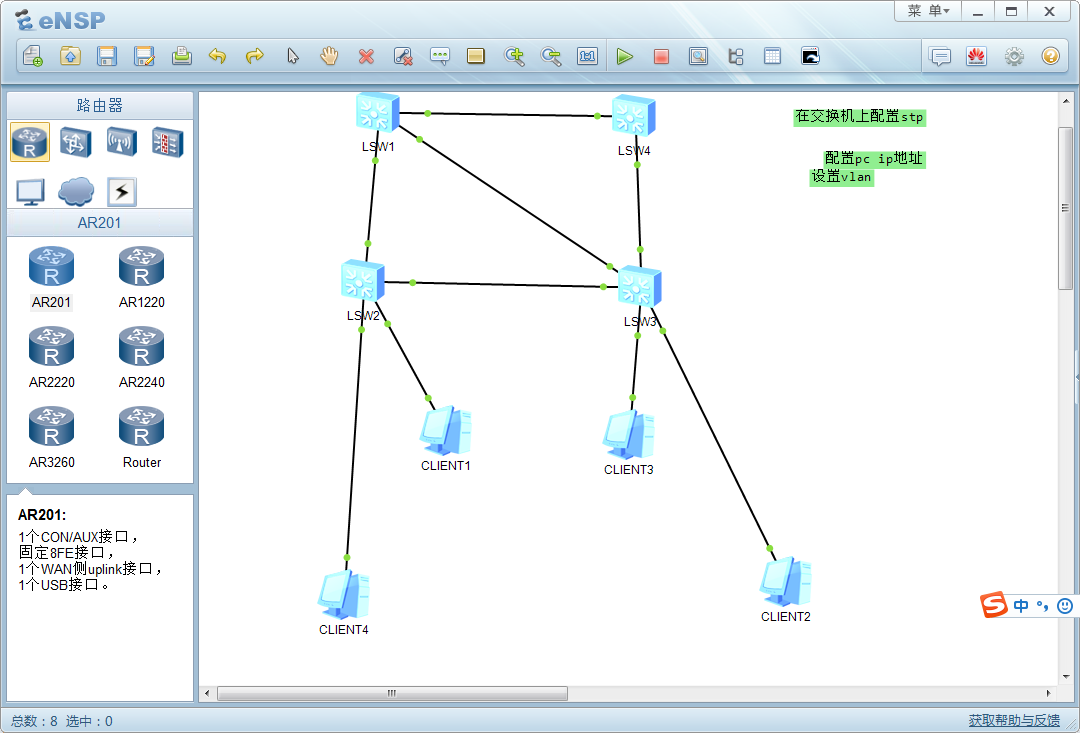 菜 单
eNSP
路由器
在交换机上配置stp
LSW1
LSW4
配置pc ip地址
设置vlan
AR201
AR201
AR1220
LSW2
LSW3
AR2220
AR2240
AR3260
Router
CLIENT1
CLIENT3
AR201:
1个CON/AUX接口，
固定8FE接口，
1个WAN侧uplink接口，
1个USB接口。
中 °,
CLIENT4
CLIENT2
总数：8 选中：0
获取帮助与反馈